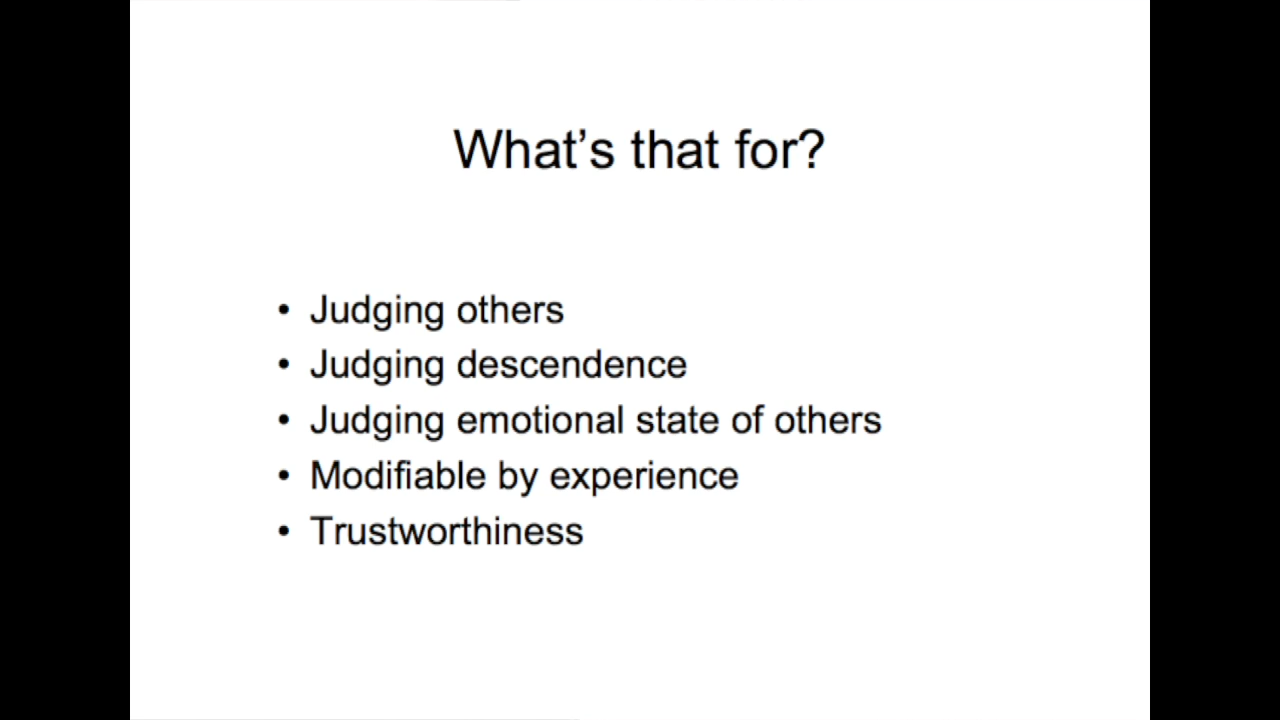 What’s that for?
• Judging others
• Judging descendence
• Judging emotional state of others
• Modifiable by experience
• Trustworthiness